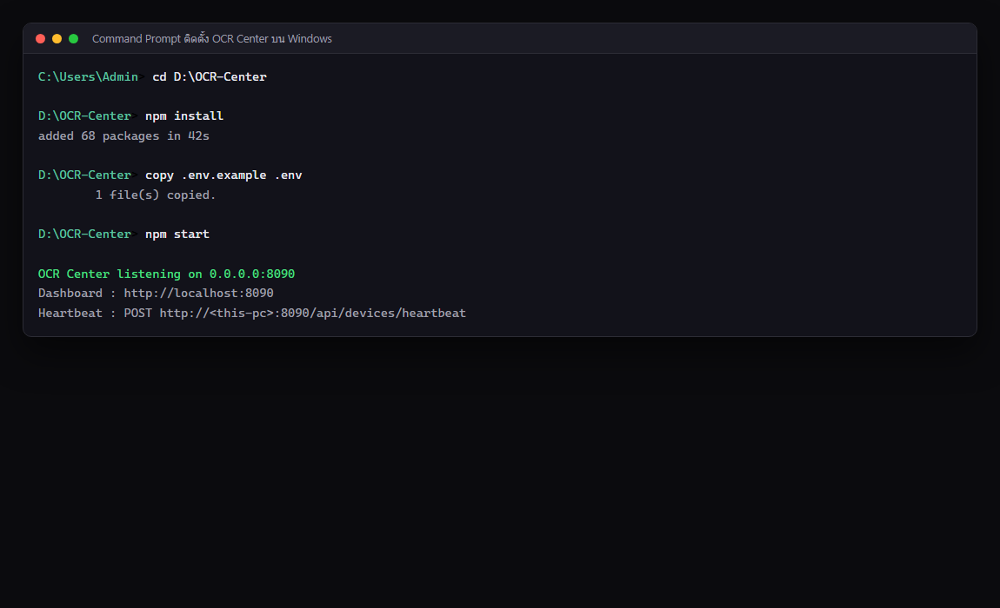 Command Prompt ติดตั้ง OCR Center บน Windows
C:\Users\Admin> cd D:\OCR-Center
D:\OCR-Center> npm install
added 68 packages in 42s
D:\OCR-Center> copy .env.example .env
1 file(s) copied.
D:\OCR-Center> npm start
OCR Center listening on 0.0.0.0:8090
Dashboard : http://localhost:8090
Heartbeat : POST http://<this-pc>:8090/api/devices/heartbeat